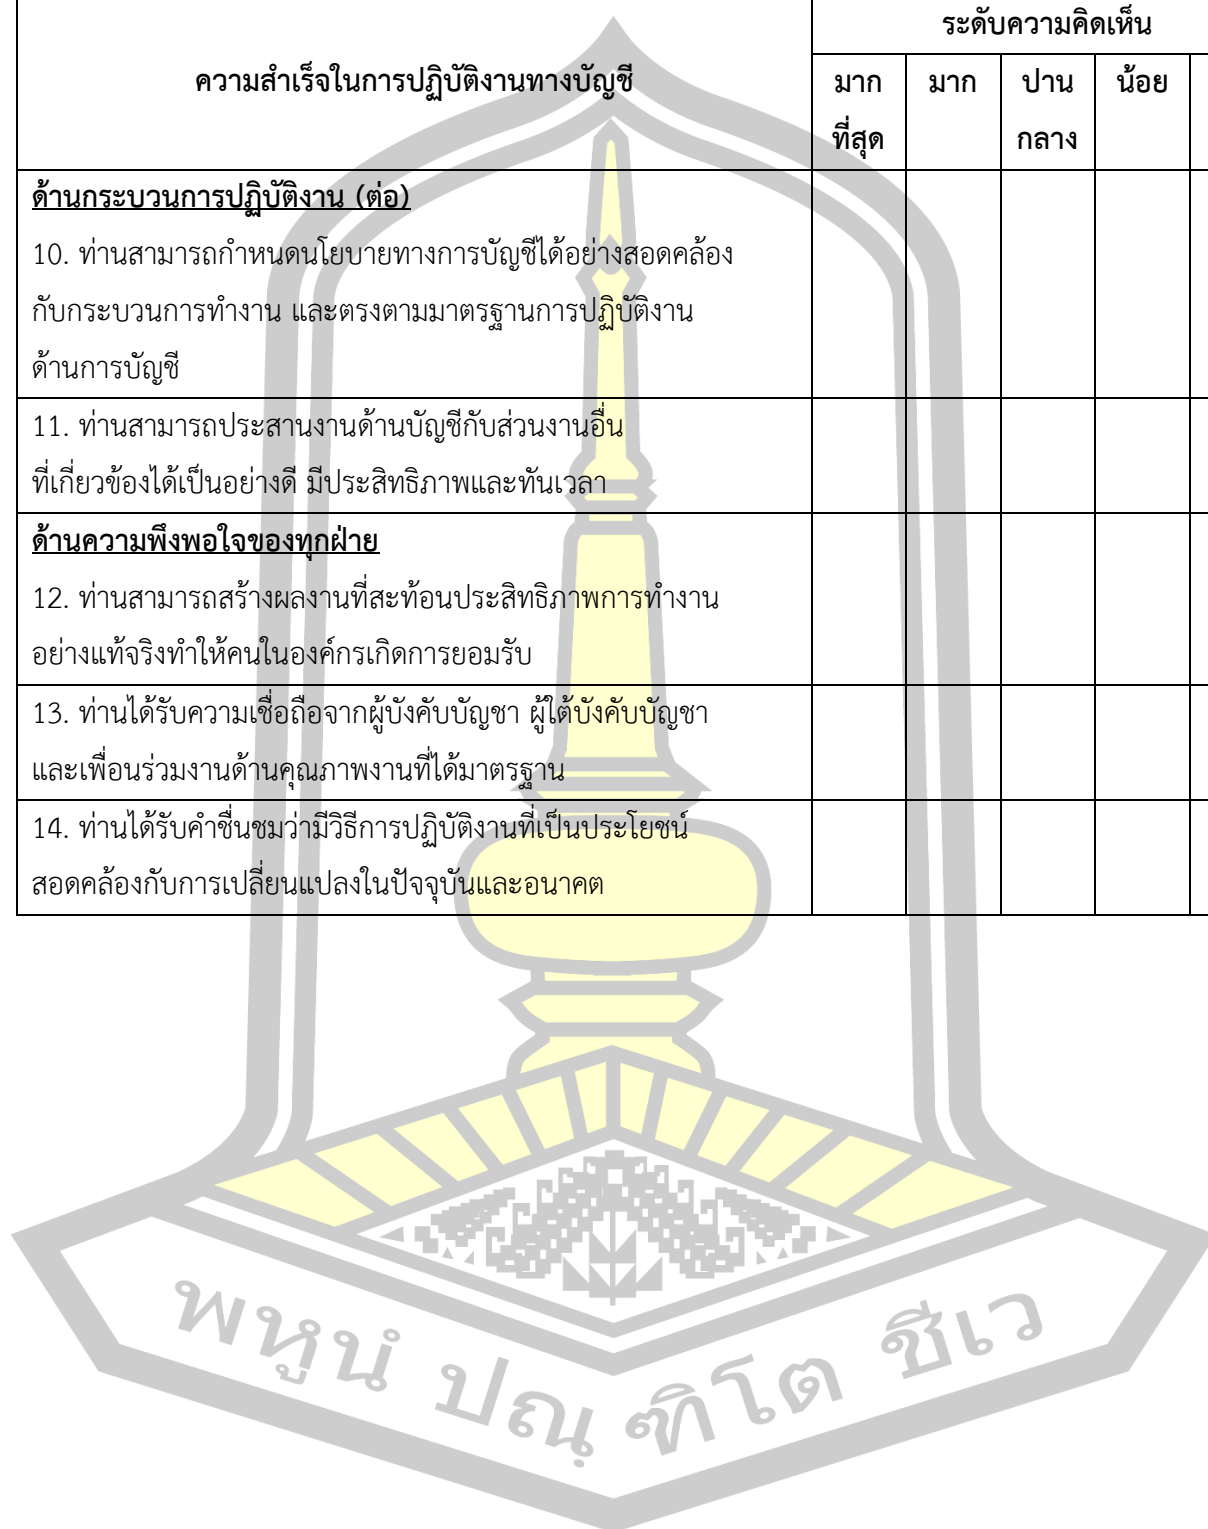 ระดับความคิดเห็น
ความสำเร็จในการปฏิบัติงานทางบัญชี
มาก มาก ปาน น้อย
ที่สุด กลาง
ด้านกระบวนการปฏิบัติงาน (ต่อ)
10. ท่านสามารถกำหนดนโยบายทางการบัญชีได้อย่างสอดคล้อง
กับกระบวนการทำงาน และตรงตามมาตรฐานการปฏิบัติงาน
ด้านการบัญชี
11. ท่านสามารถประสานงานด้านบัญชีกับส่วนงานอื่น
ที่เกี่ยวข้องได้เป็นอย่างดี มีประสิทธิภาพและทันเวลา
ด้านความพึงพอใจของทุกฝ่าย
12. ท่านสามารถสร้างผลงานที่สะท้อนประสิทธิภาพการทำงาน
อย่างแท้จริงทำให้คนในองค์กรเกิดการยอมรับ
13. ท่านได้รับความเชื่อถือจากผู้บังคับบัญชา ผู้ใต้บังคับบัญชา
และเพื่อนร่วมงานด้านคุณภาพงานที่ได้มาตรฐาน
14. ท่านได้รับคำชื่นชมว่ามีวิธีการปฏิบัติงานที่เป็นประโยชน์
สอดคล้องกับการเปลี่ยนแปลงในปัจจุบันและอนาคต
พหูนํ ปณฺฑิโต ชีเว